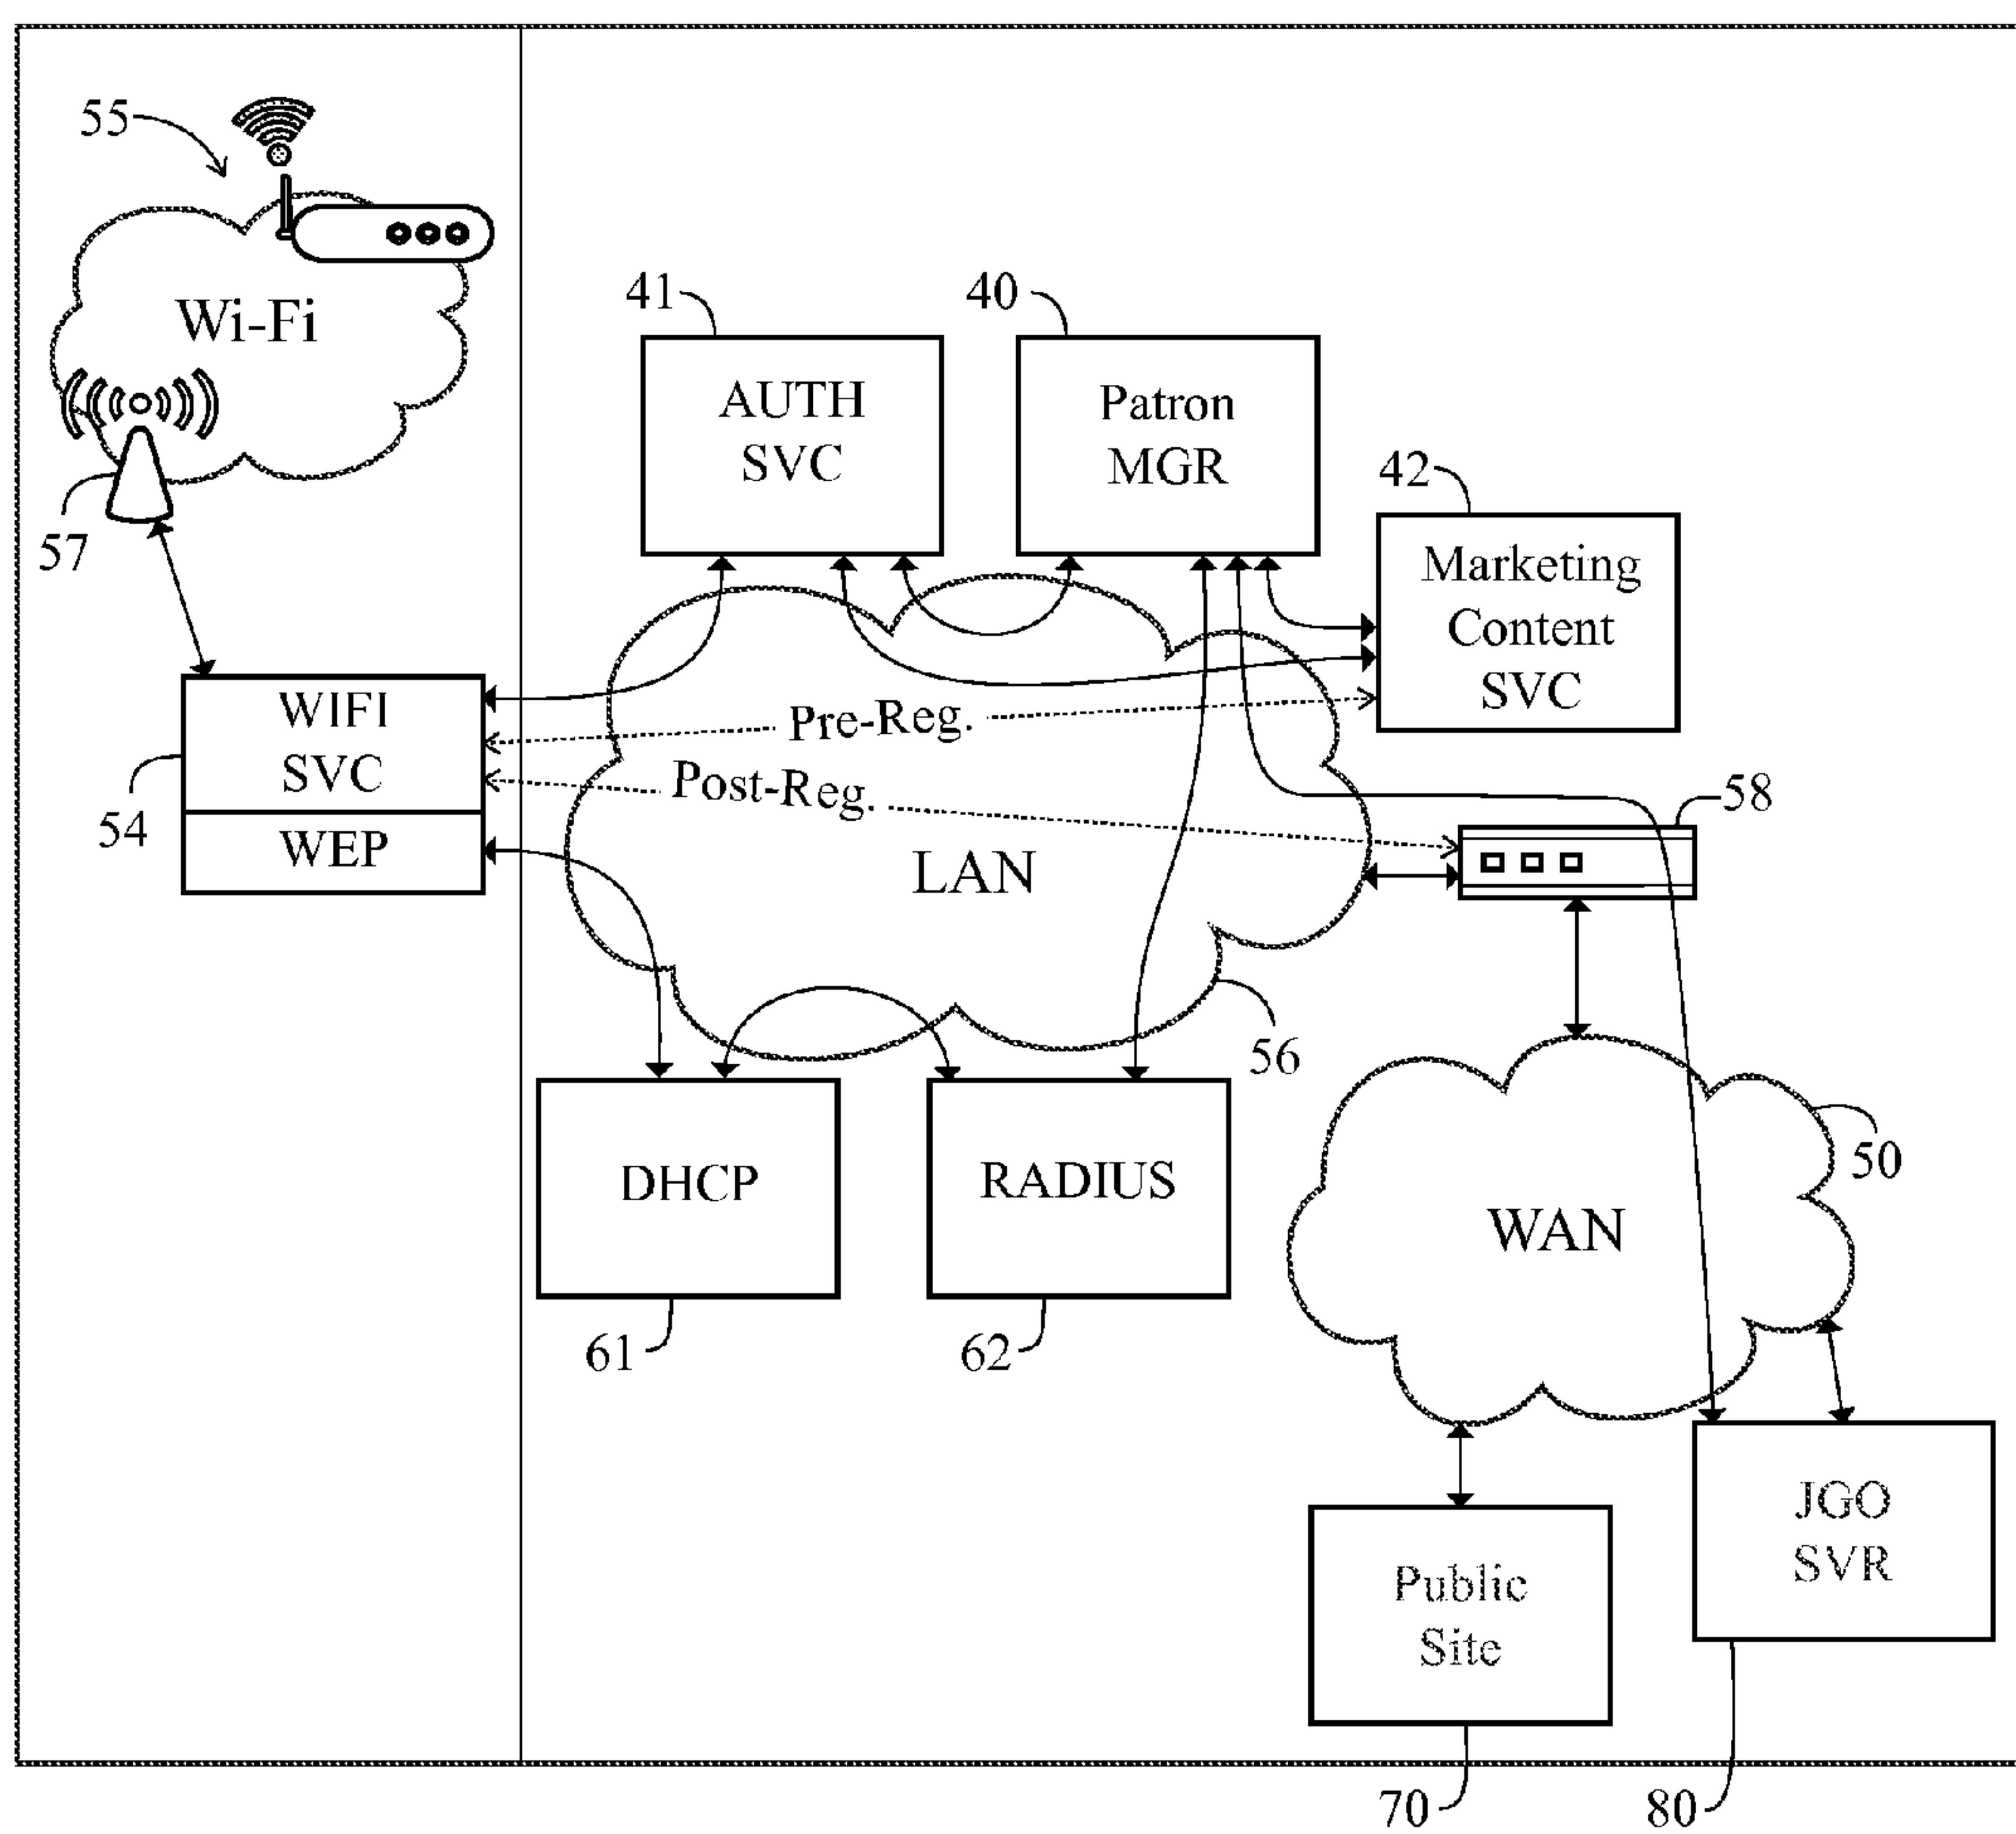 55
Wi-Fi
57
41
AUTH
SVC
40
Patron
MGR
42
Marketing
Content
SVC
WIFI
SVC
WEP
54
Pre-Reg.
Post-Reg.
LAN
58
56
DHCP
61
RADIUS
62
50
WAN
JGO
SVR
Public
Site
70
80